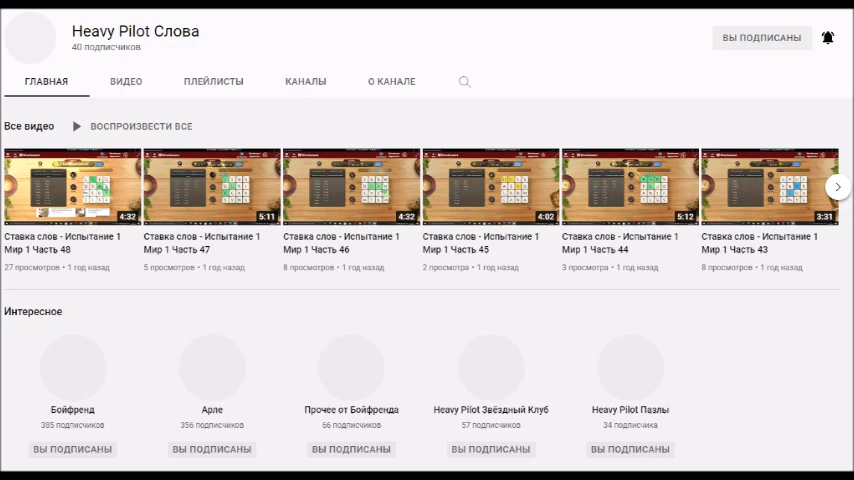 Heavy Pilot Слова
40 подписчиков
ВЫ ПОДПИСАНЫ
ГЛАВНАЯ ВИДЕО ПЛЕЙЛИСТЫ КАНАЛЫ О КАНАЛЕ
Все видео ВОСПРОИЗВЕСТИ ВСЕ
4:32 5:11 4:32 4:02 5:12 3:31
Ставка слов - Испытание 1
Мир 1 Часть 48
27 просмотров • 1 год назад
Ставка слов - Испытание 1
Мир 1 Часть 47
5 просмотров • 1 год назад
Ставка слов - Испытание 1
Мир 1 Часть 46
8 просмотров • 1 год назад
Ставка слов - Испытание 1
Мир 1 Часть 45
2 просмотра • 1 год назад
Ставка слов - Испытание 1
Мир 1 Часть 44
3 просмотра • 1 год назад
Ставка слов - Испытание 1
Мир 1 Часть 43
8 просмотров • 1 год назад
Интересное
Бойфренд
385 подписчиков
ВЫ ПОДПИСАНЫ
Арле
356 подписчиков
ВЫ ПОДПИСАНЫ
Прочее от Бойфренда
66 подписчиков
ВЫ ПОДПИСАНЫ
Heavy Pilot Звёздный Клуб
57 подписчиков
ВЫ ПОДПИСАНЫ
Heavy Pilot Пазлы
34 подписчика
ВЫ ПОДПИСАНЫ